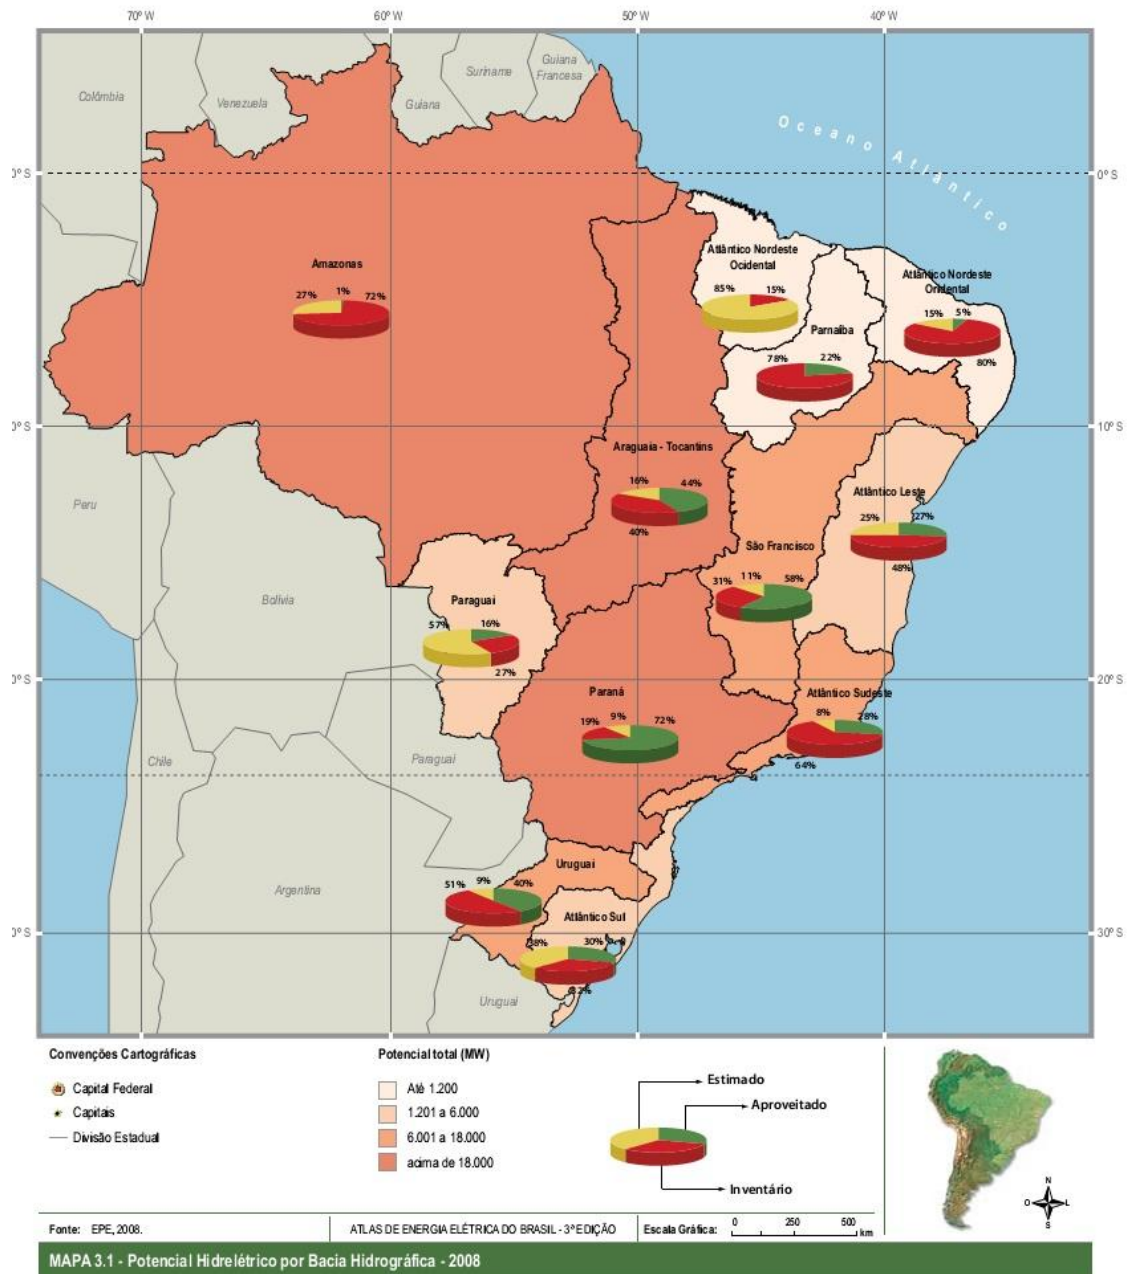 70º W
60º W
50º W
40º W
Colômbia
Venezuela
Guiana
Suriname
Guiana
Francesa
Oceano Atlântico
0º S
0º S
Amazonas
27%
1%
72%
Atlântico Nordeste
Ocidental
85%
15%
Atlântico Nordeste
Oridental
15%
5%
80%
Parnaíba
78%
22%
0º S
10º S
Peru
Araguaia - Tocantins
16%
44%
40%
Atlântico Leste
25%
27%
48%
São Francisco
31%
11%
58%
Bolívia
Paraguai
57%
16%
27%
0º S
20º S
Paraná
19%
9%
72%
Atlântico Sudeste
8%
28%
64%
Chile
Paraguai
Argentina
Uruguai
51%
9%
40%
Atlântico Sul
38%
30%
32%
0º S
30º S
Uruguai
Convenções Cartográficas
Capital Federal
Capitais
Divisão Estadual
Potencial total (MW)
Até 1.200
1.201 a 6.000
6.001 a 18.000
acima de 18.000
Estimado
Aproveitado
Inventário
N
O
L
S
Fonte: EPE, 2008.
ATLAS DE ENERGIA ELÉTRICA DO BRASIL - 3ª EDIÇÃO
Escala Gráfica:
0 250 500
km
MAPA 3.1 - Potencial Hidrelétrico por Bacia Hidrográfica - 2008